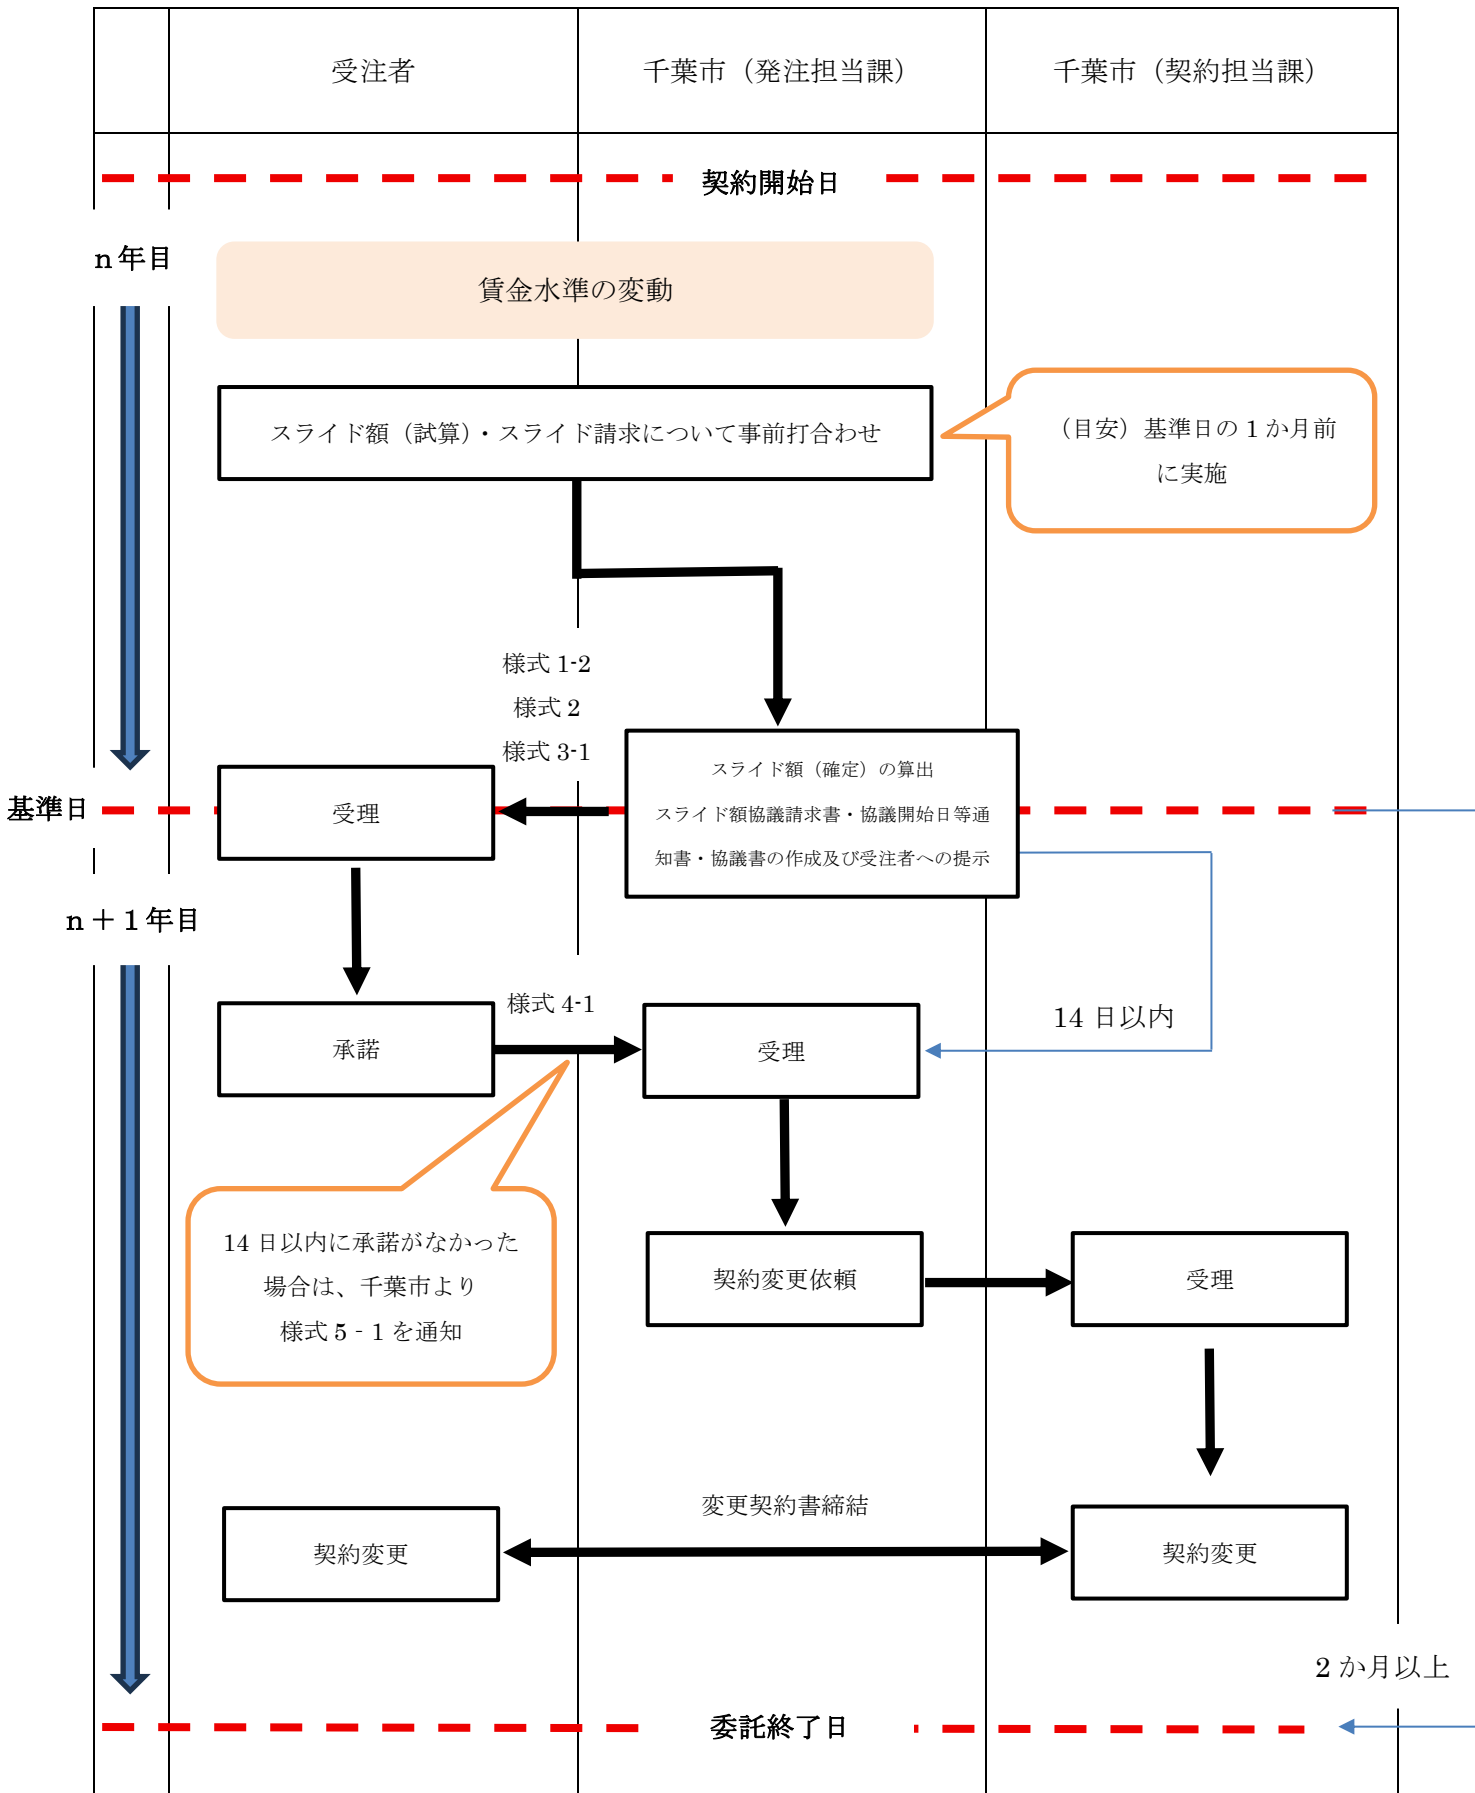 受注者
千葉市（発注担当課）
千葉市（契約担当課）
契約開始日
n年目
賃金水準の変動
スライド額（試算）・スライド請求について事前打合わせ
（目安）基準日の1か月前
に実施
様式1-2
様式2
様式3-1
スライド額（確定）の算出
スライド額協議請求書・協議開始日等通
知書・協議書の作成及び受注者への提示
受理
基準日
n＋1年目
様式4-1
承諾
受理
14日以内
14日以内に承諾がなかった
場合は、千葉市より
様式5‐1を通知
契約変更依頼
受理
変更契約書締結
契約変更
契約変更
2か月以上
委託終了日